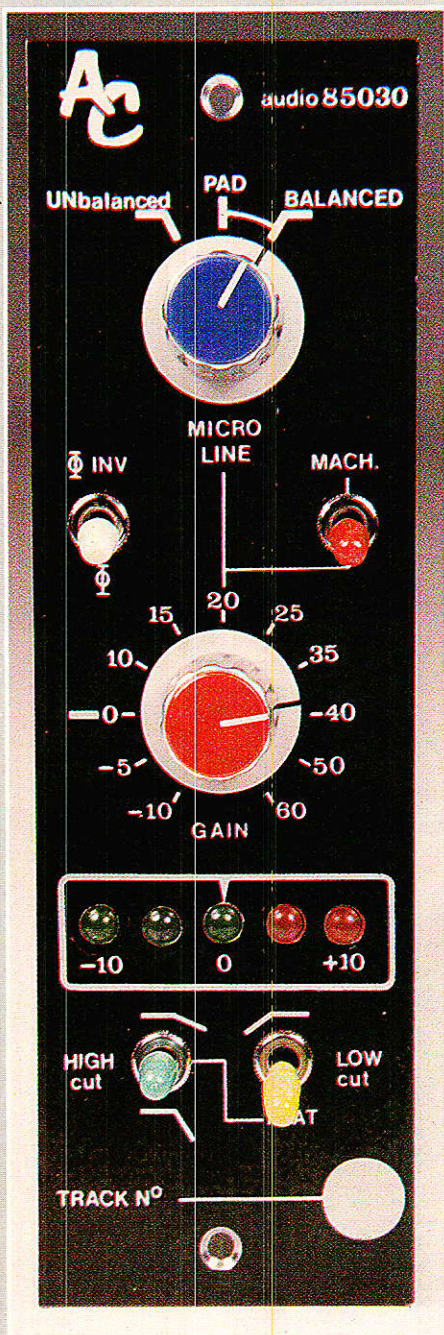 AC
audio 85030
PAD
UNbalanced BALANCED
MICRO
LINE
Φ INV
MACH.
Φ
20
15 25
10 35
0 40
-5 50
-10 60
GAIN
-10 0 +10
HIGH
cut
LOW
cut
TRACK Nº